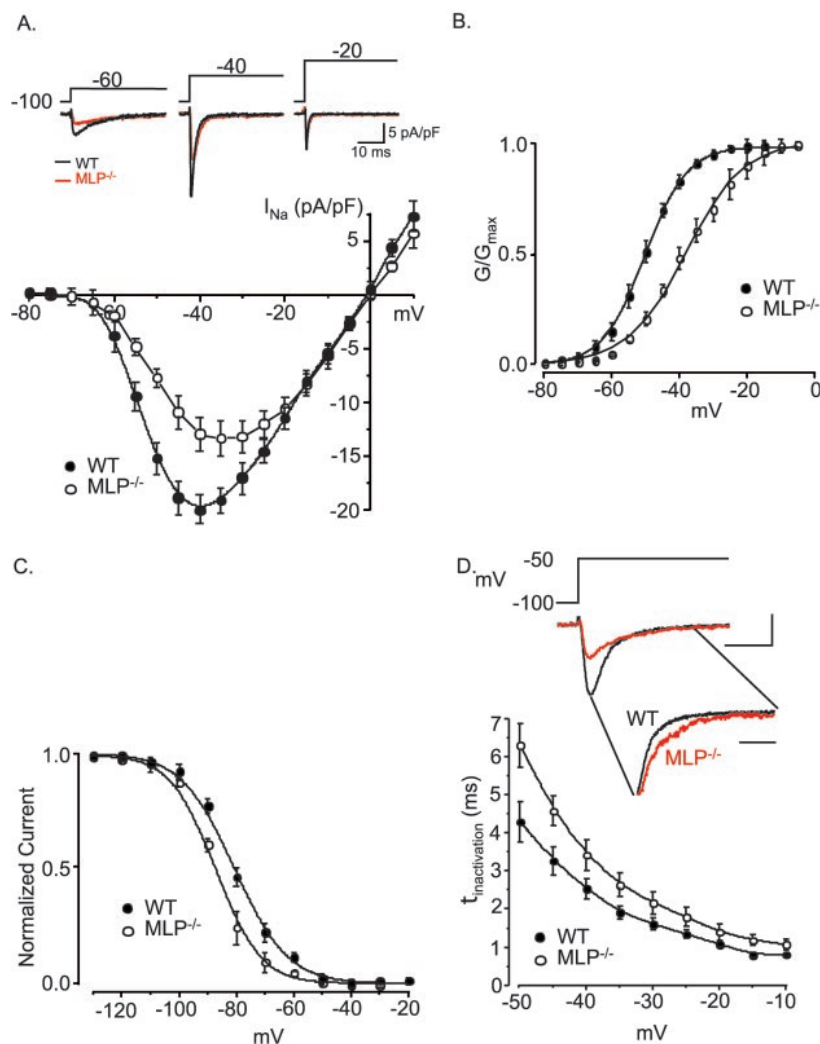 A.
-60
-40
-20
-100
5 pA/pF
10 ms
WT
MLP-/-
INa (pA/pF)
5
-80
-60
-40
-20
mV
-5
-10
-15
-20
WT
MLP-/-
B.
1.0
0.5
0.0
G/Gmax
WT
MLP-/-
-80
-60
-40
-20
0
mV
C.
1.0
0.5
0.0
Normalized Current
WT
MLP-/-
-120
-100
-80
-60
-40
-20
mV
D.
mV
-50
-100
WT
MLP-/-
7
6
5
4
3
2
1
0
tinactivation (ms)
WT
MLP-/-
-50
-40
-30
-20
-10
mV